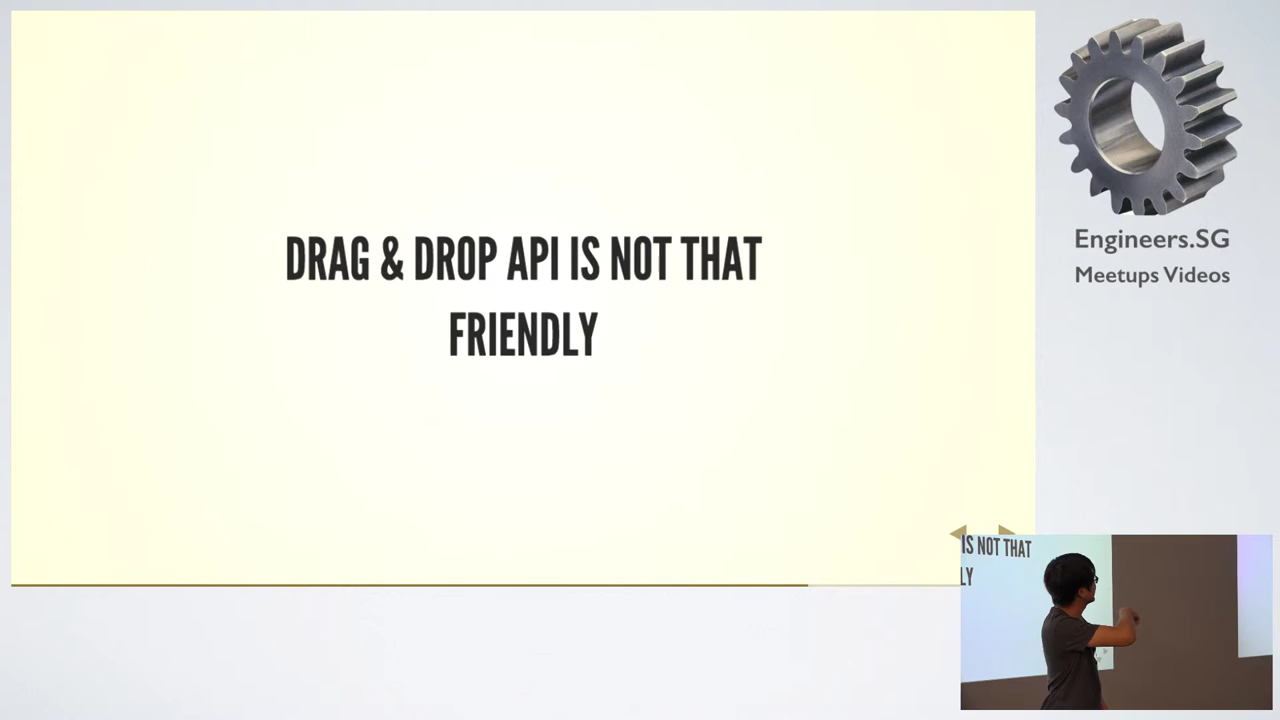 DRAG & DROP API IS NOT THAT
FRIENDLY
Engineers.SG
Meetups Videos
IS NOT THAT
LY